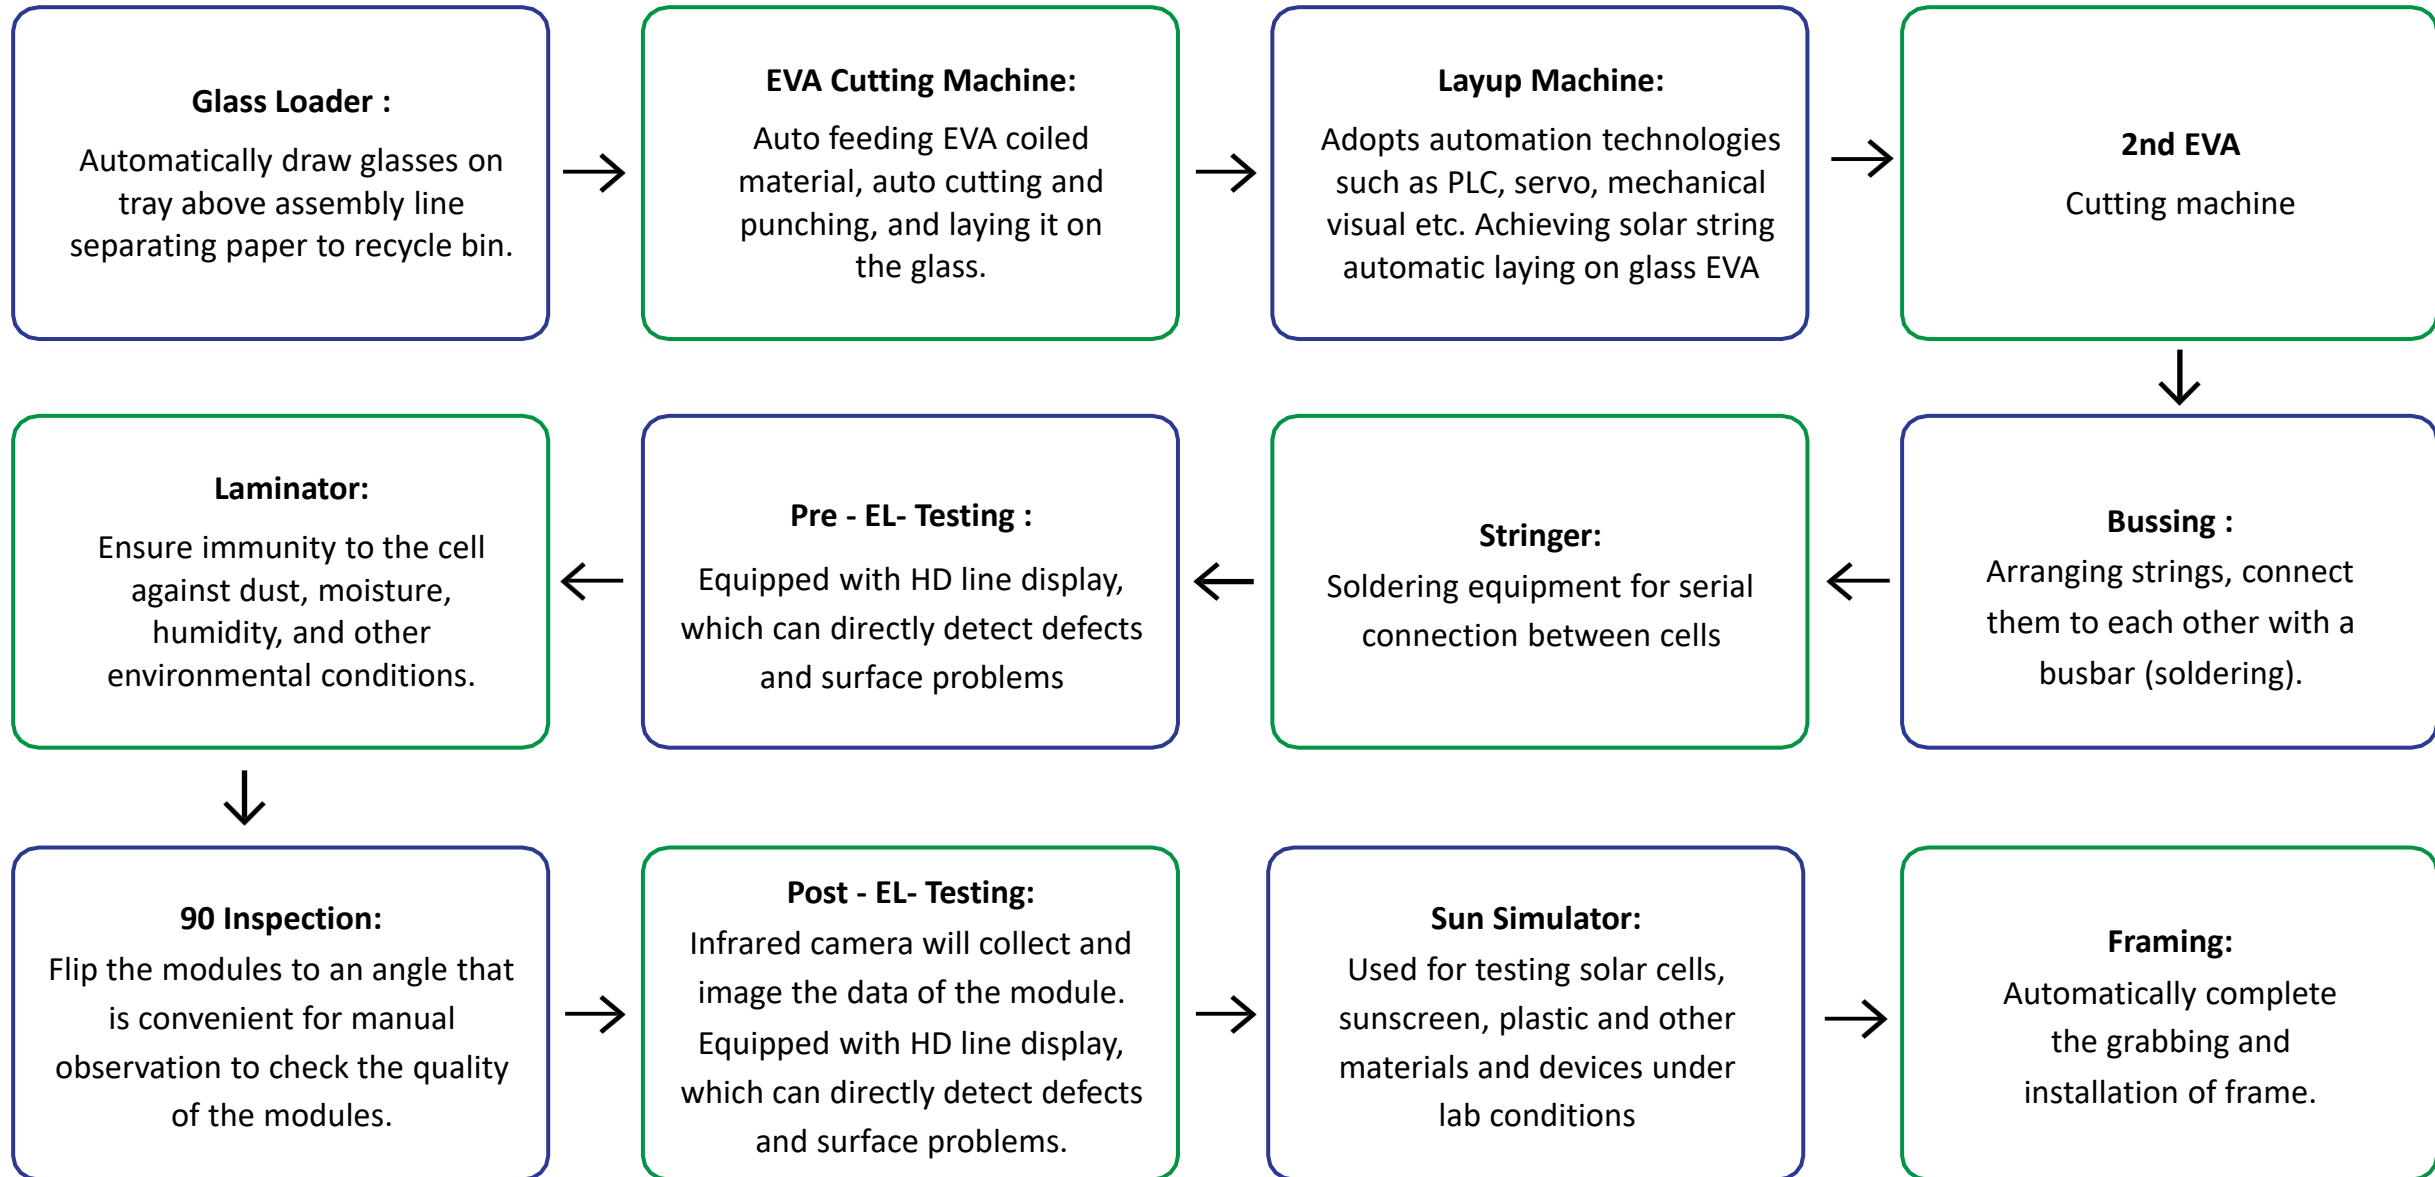 Glass Loader :
Automatically draw glasses on
tray above assembly line
separating paper to recycle bin.
EVA Cutting Machine:
Auto feeding EVA coiled
material, auto cutting and
punching, and laying it on
the glass.
Layup Machine:
Adopts automation technologies
such as PLC, servo, mechanical
visual etc. Achieving solar string
automatic laying on glass EVA
2nd EVA
Cutting machine
Bussing :
Arranging strings, connect
them to each other with a
busbar (soldering).
Stringer:
Soldering equipment for serial
connection between cells
Pre - EL- Testing :
Equipped with HD line display,
which can directly detect defects
and surface problems
Laminator:
Ensure immunity to the cell
against dust, moisture,
humidity, and other
environmental conditions.
90 Inspection:
Flip the modules to an angle that
is convenient for manual
observation to check the quality
of the modules.
Post - EL- Testing:
Infrared camera will collect and
image the data of the module.
Equipped with HD line display,
which can directly detect defects
and surface problems.
Sun Simulator:
Used for testing solar cells,
sunscreen, plastic and other
materials and devices under
lab conditions
Framing:
Automatically complete
the grabbing and
installation of frame.